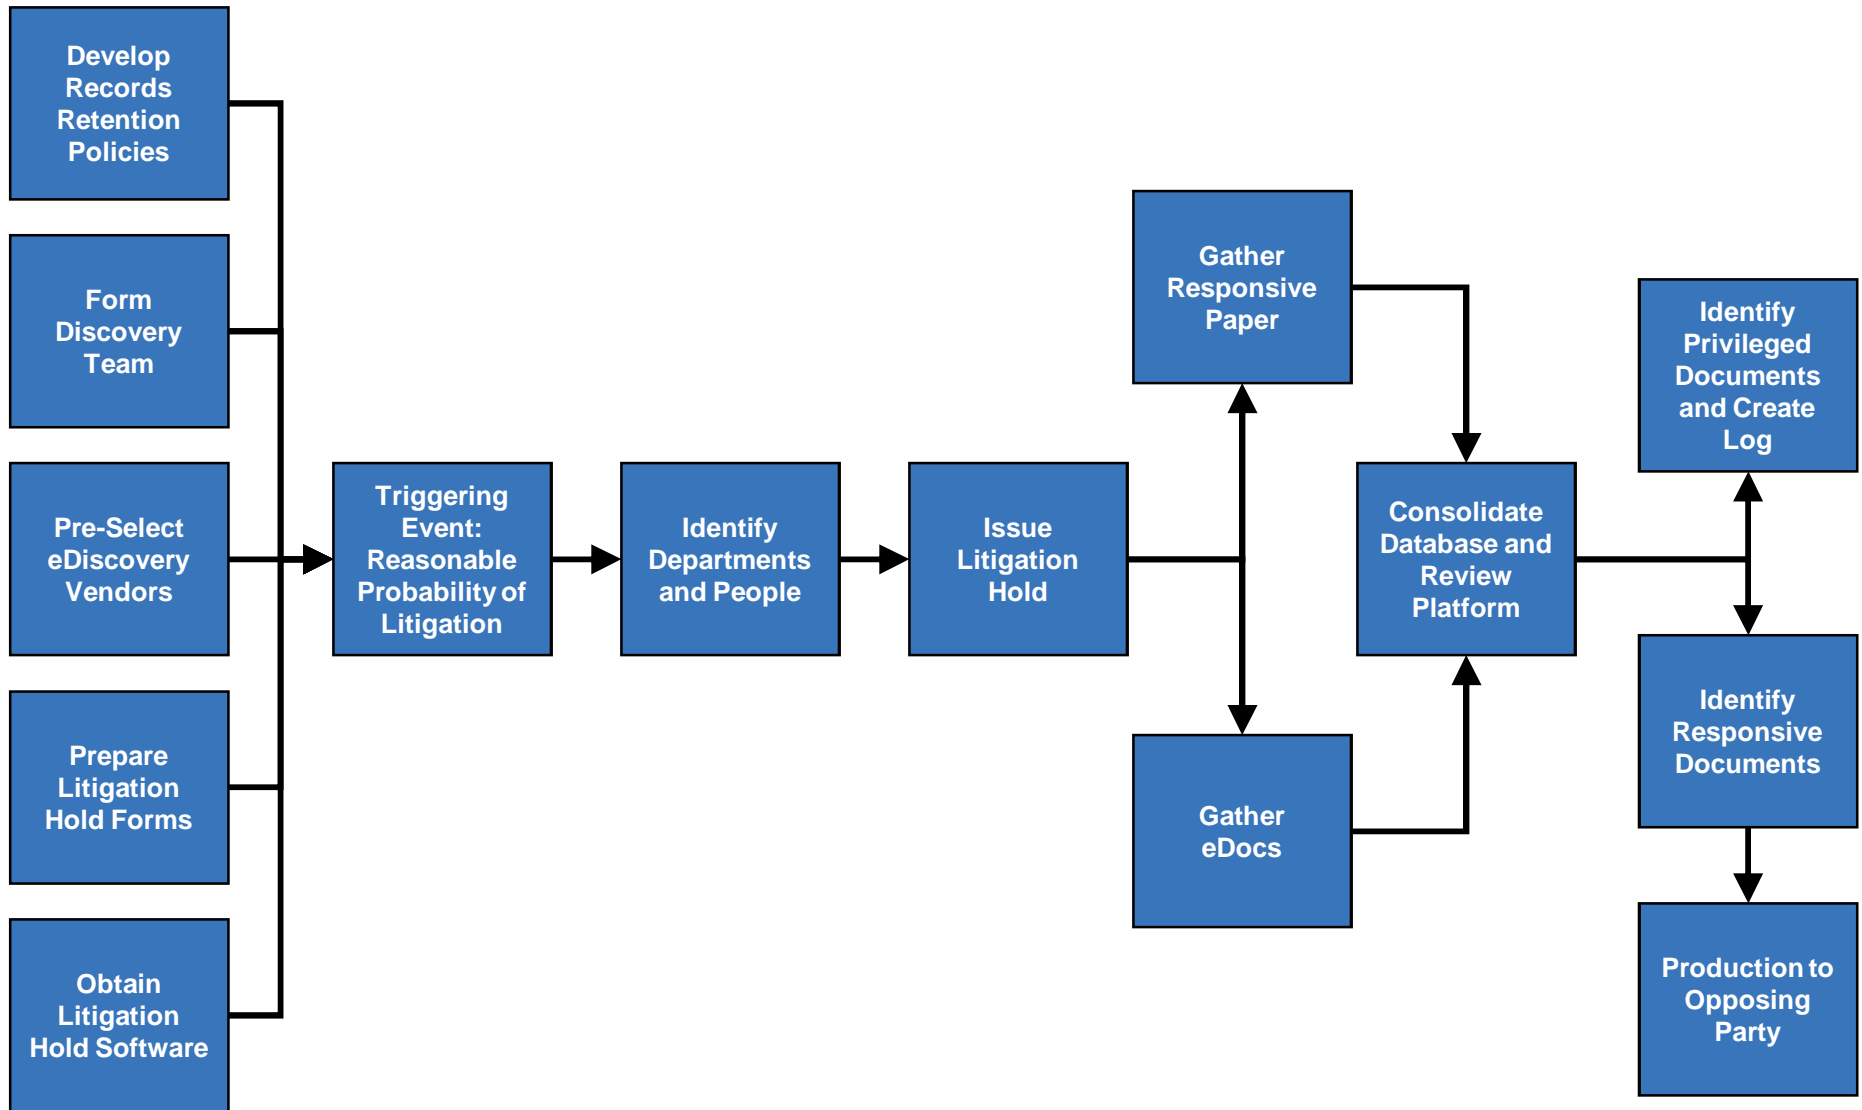 Develop
Records
Retention
Policies
Form
Discovery
Team
Pre-Select
eDiscovery
Vendors
Prepare
Litigation
Hold Forms
Obtain
Litigation
Hold Software
Triggering
Event:
Reasonable
Probability of
Litigation
Identify
Departments
and People
Issue
Litigation
Hold
Gather
Responsive
Paper
Gather
eDocs
Consolidate
Database and
Review
Platform
Identify
Privileged
Documents
and Create
Log
Identify
Responsive
Documents
Production to
Opposing
Party